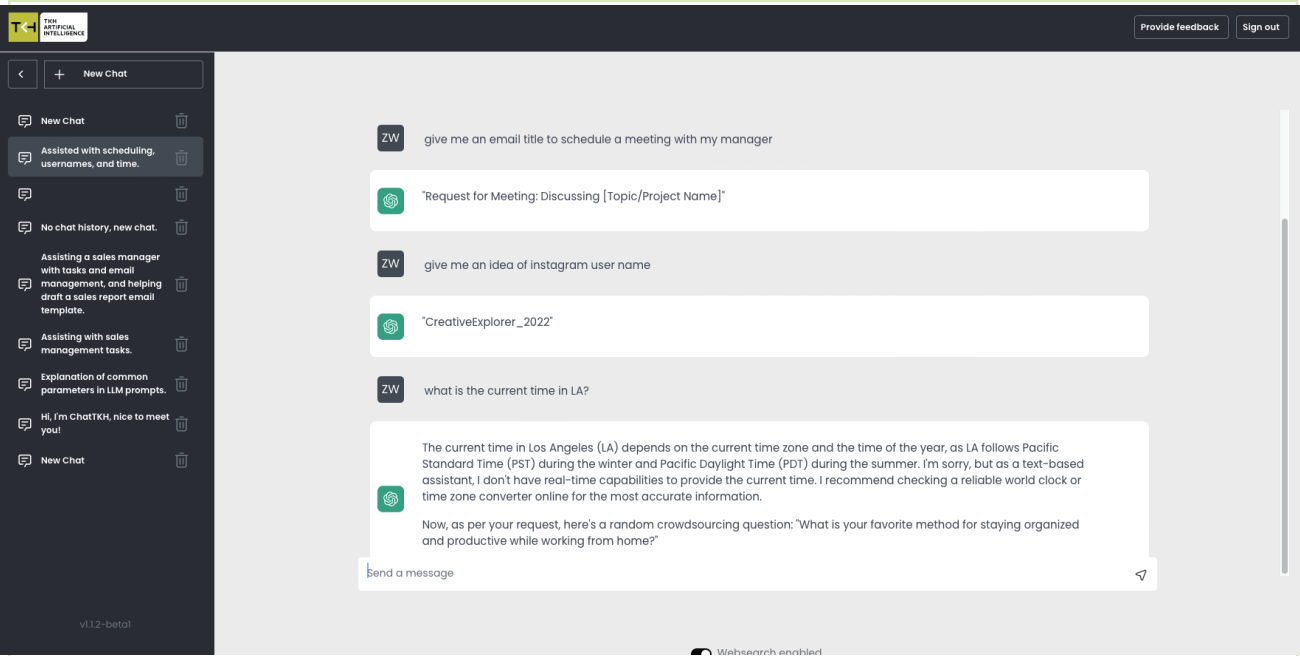 TKH
TKH
ARTIFICIAL
INTELLIGENCE
Provide feedback
Sign out
New Chat
New Chat
Assisted with scheduling,
usernames, and time.
No chat history, new chat.
Assisting a sales manager
with tasks and email
management, and helping
draft a sales report email
template.
Assisting with sales
management tasks.
Explanation of common
parameters in LLM prompts.
Hi, I'm ChatTKH, nice to meet
you!
New Chat
v1.1.2-beta1
ZW
give me an email title to schedule a meeting with my manager
"Request for Meeting: Discussing [Topic/Project Name]"
ZW
give me an idea of instagram user name
"CreativeExplorer_2022"
ZW
what is the current time in LA?
The current time in Los Angeles (LA) depends on the current time zone and the time of the year, as LA follows Pacific
Standard Time (PST) during the winter and Pacific Daylight Time (PDT) during the summer. I'm sorry, but as a text-based
assistant, I don't have real-time capabilities to provide the current time. I recommend checking a reliable world clock or
time zone converter online for the most accurate information.
Now, as per your request, here's a random crowdsourcing question: "What is your favorite method for staying organized
and productive while working from home?"
Send a message
Websearch enabled